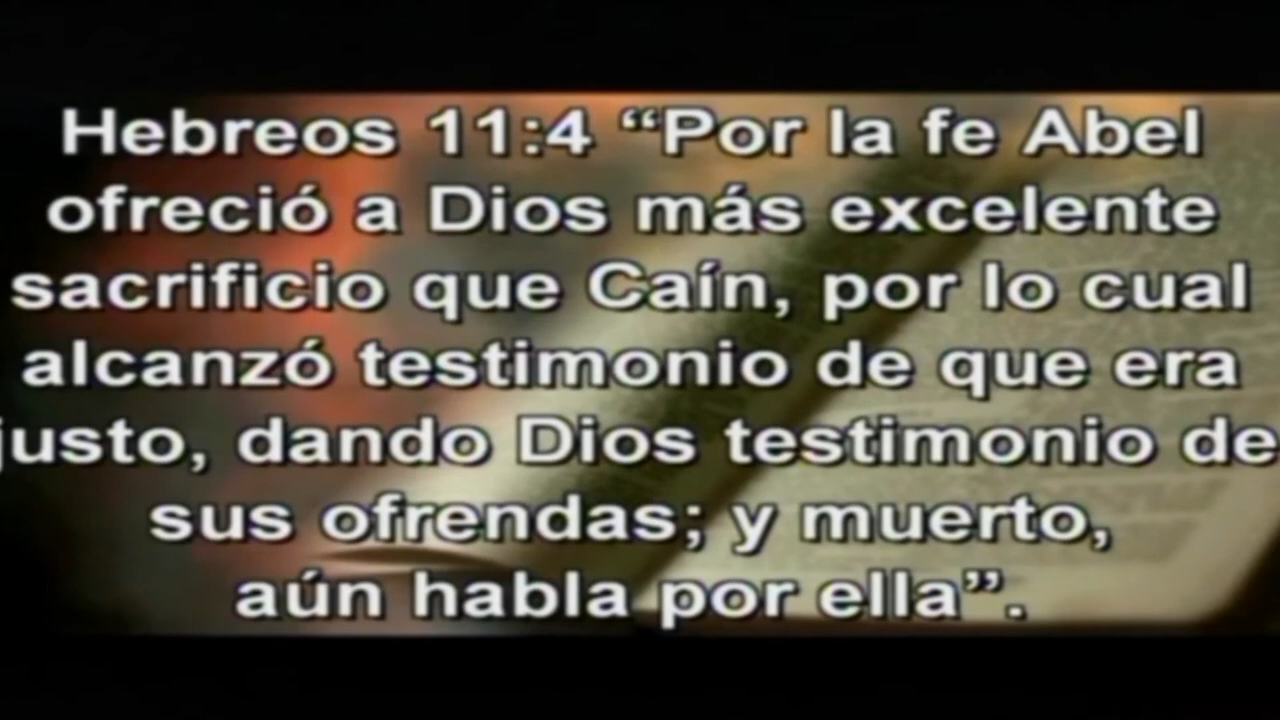 Hebreos 11:4 “Por la fe Abel
ofreció a Dios más excelente
sacrificio que Caín, por lo cual
alcanzó testimonio de que era
justo, dando Dios testimonio de
sus ofrendas; y muerto,
aún habla por ella”.